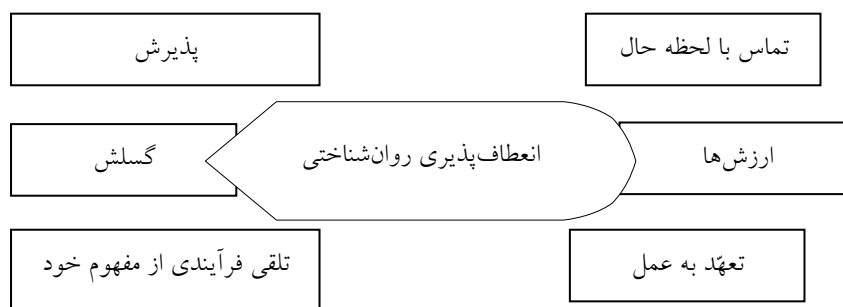 تماس با لحظه حال
پذیرش
ارزش‌ها
انعطاف‌پذیری روان‌شناختی
گسلش
تعهّد به عمل
تلقی فرآیندی از مفهوم خود